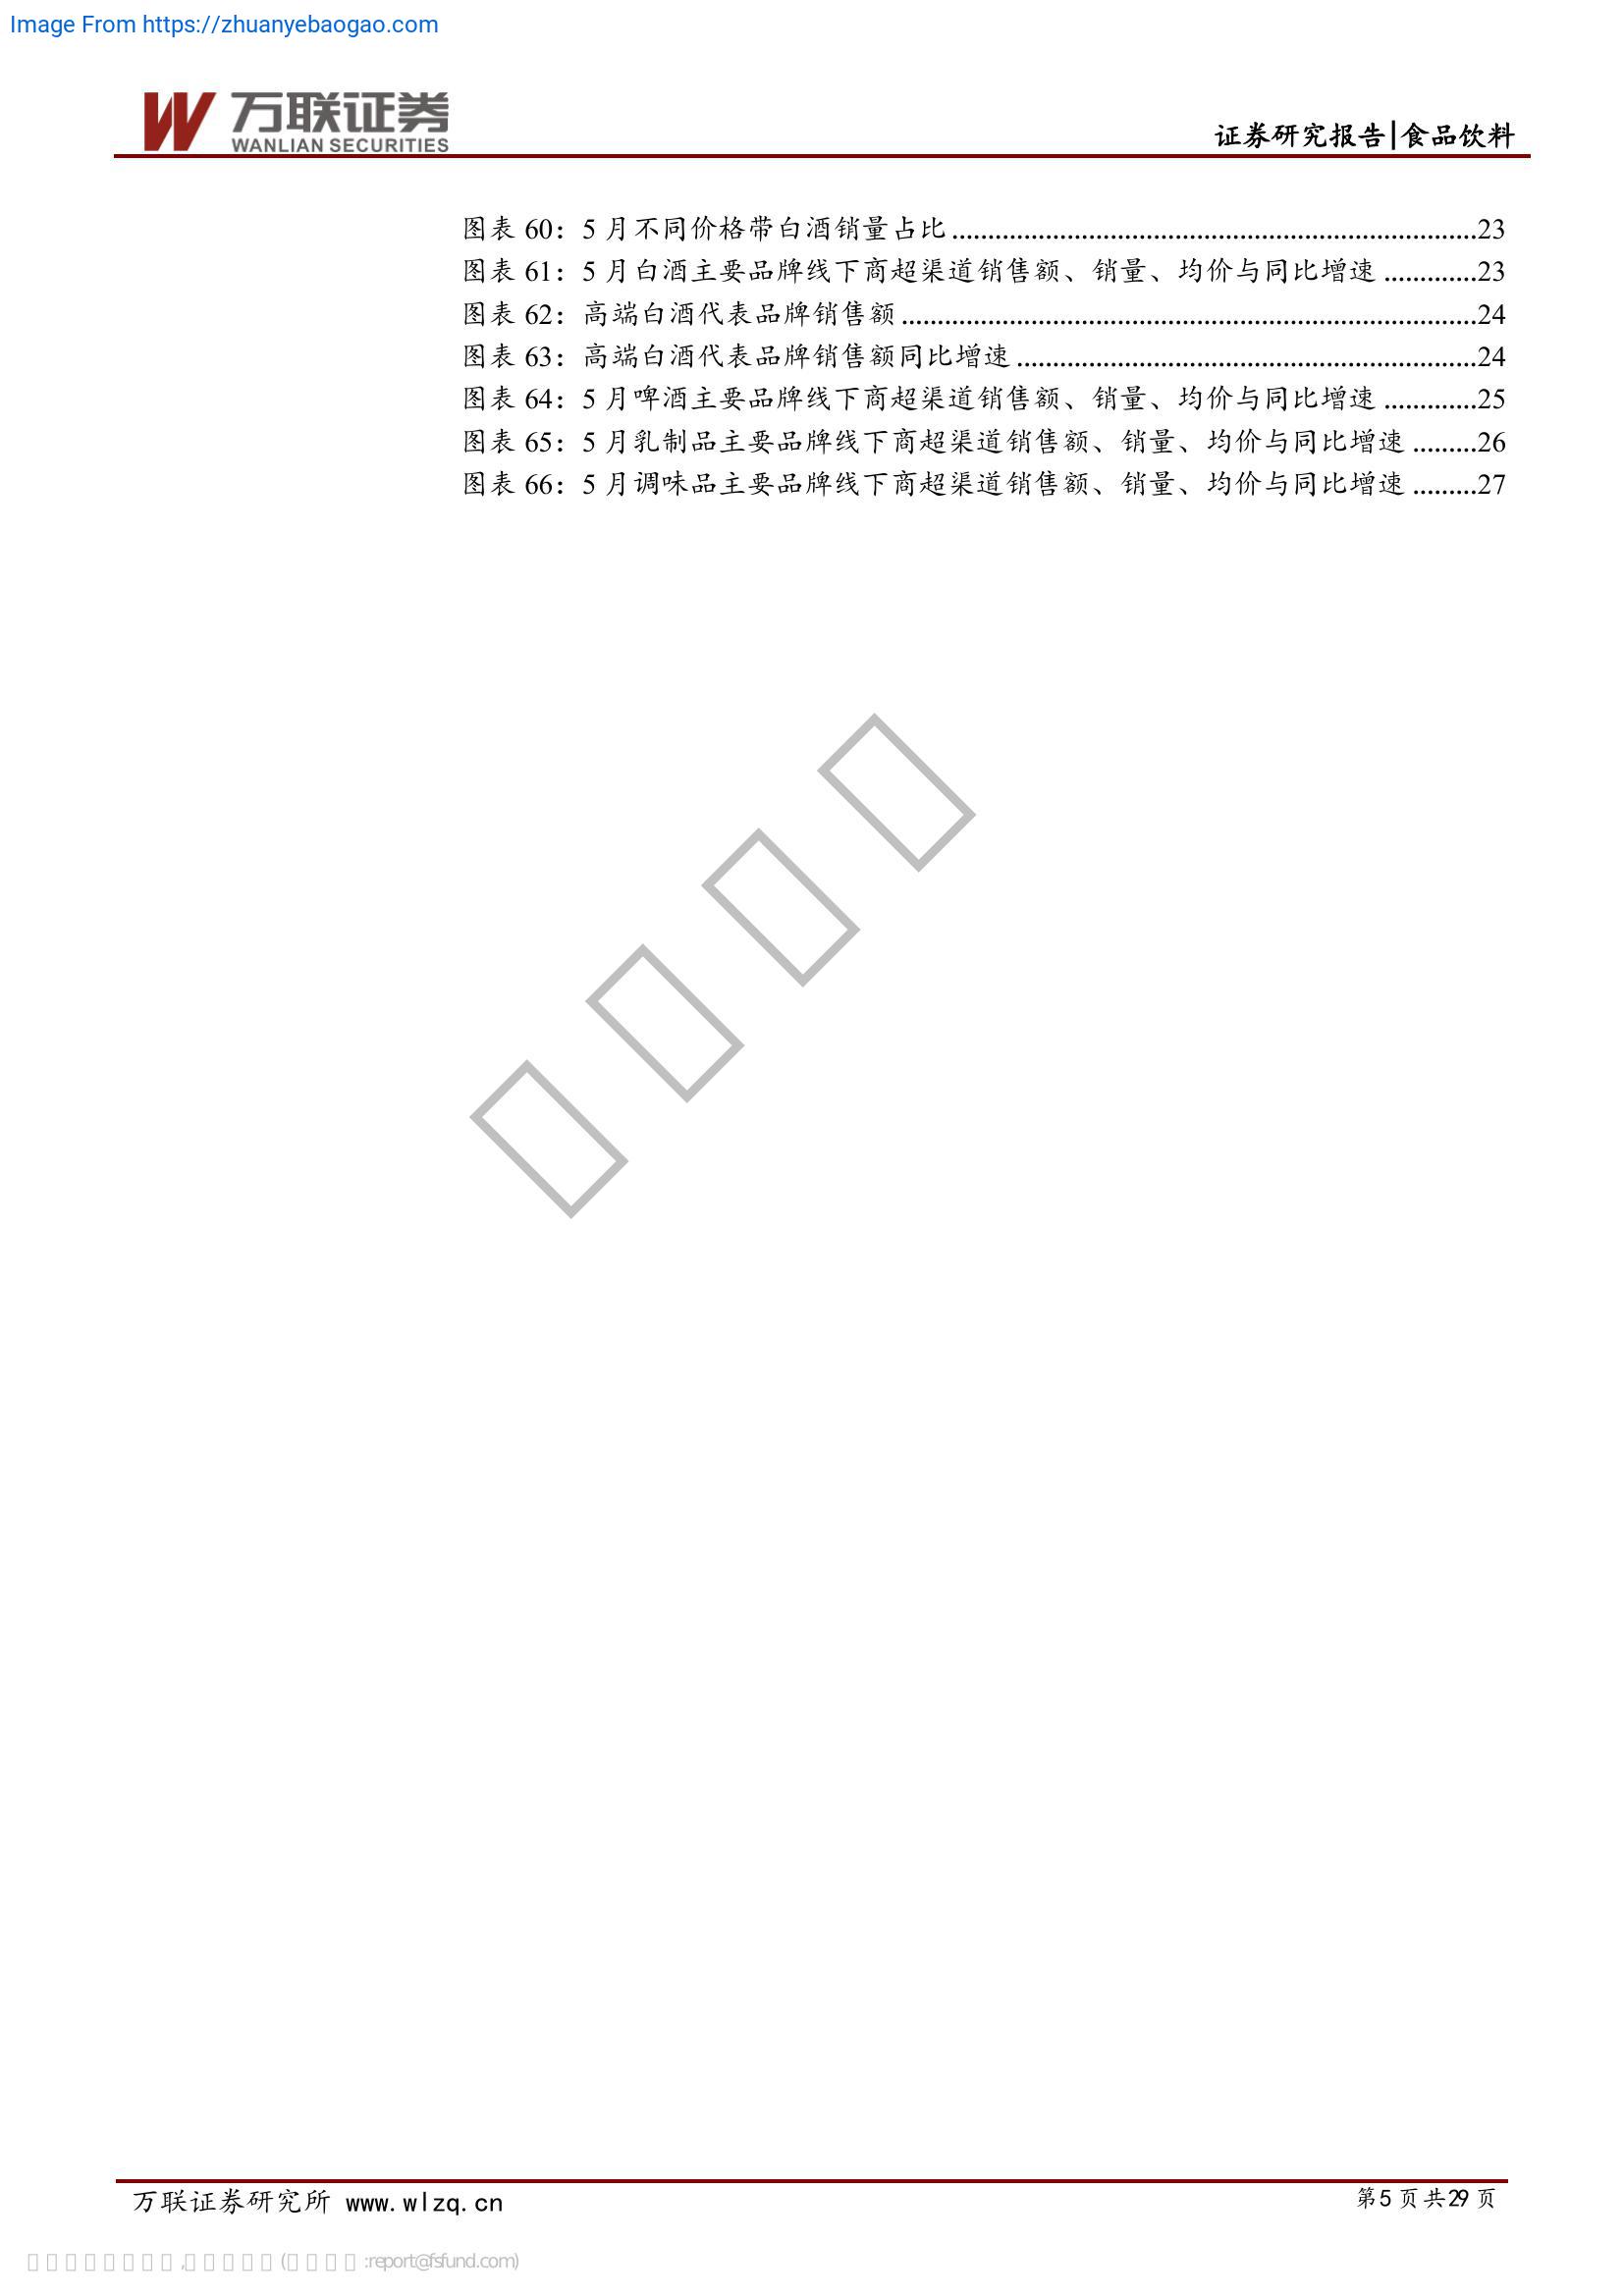 Image From https://zhuanyebaogao.com
万联证券
WANLIAN SECURITIES
证券研究报告|食品饮料
图表 60：5 月不同价格带白酒销量占比.........................................................................23
图表 61：5 月白酒主要品牌线下商超渠道销售额、销量、均价与同比增速.............23
图表 62：高端白酒代表品牌销售额................................................................................24
图表 63：高端白酒代表品牌销售额同比增速................................................................24
图表 64：5 月啤酒主要品牌线下商超渠道销售额、销量、均价与同比增速.............25
图表 65：5 月乳制品主要品牌线下商超渠道销售额、销量、均价与同比增速.........26
图表 66：5 月调味品主要品牌线下商超渠道销售额、销量、均价与同比增速.........27
万联证券研究所 www.wlzq.cn
第5 页 共29 页
:report@fsfund.com)